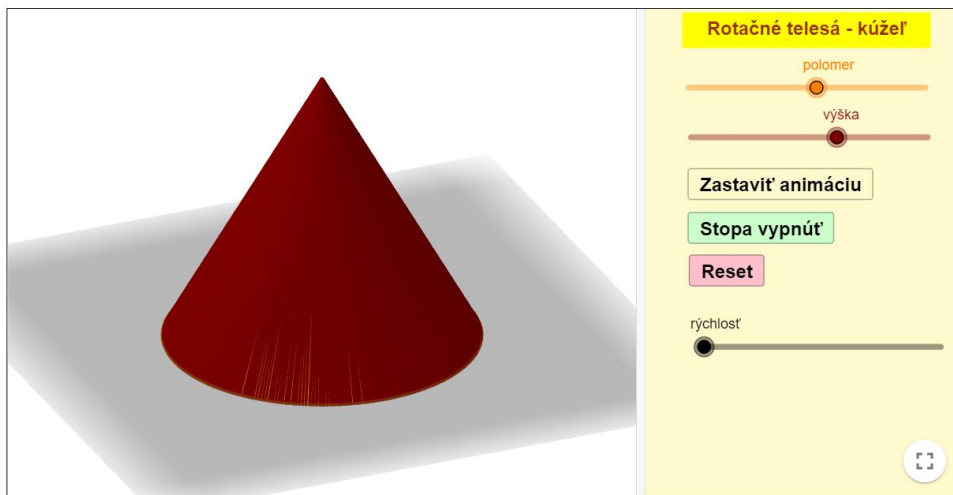 Rotačné telesá - kúžeľ
polomer
výška
Zastaviť animáciu
Stopa vypnúť
Reset
rýchlosť